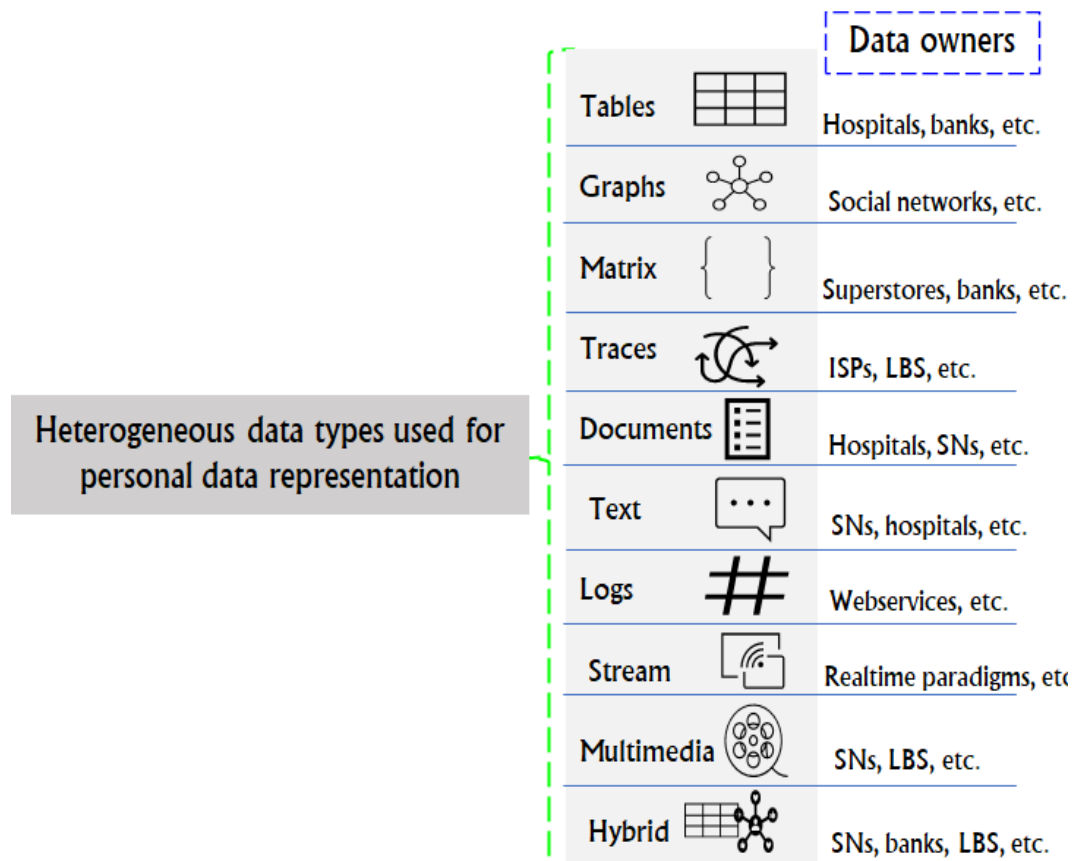 Data owners
Tables
Hospitals, banks, etc.
Graphs
Social networks, etc.
Matrix
Superstores, banks, etc.
Traces
ISPs, LBS, etc.
Heterogeneous data types used for
personal data representation
Documents
Hospitals, SNs, etc.
Text
SNs, hospitals, etc.
Logs
Webservices, etc.
Stream
Realtime paradigms, etc
Multimedia
SNs, LBS, etc.
Hybrid
SNs, banks, LBS, etc.